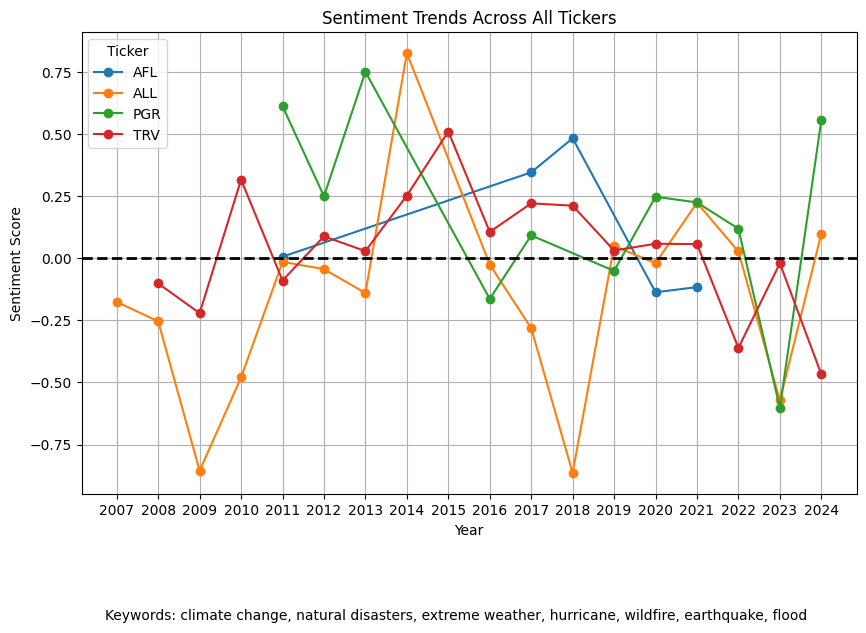 Sentiment Trends Across All Tickers
Ticker
AFL
ALL
PGR
TRV
Sentiment Score
0.75
0.50
0.25
0.00
−0.25
−0.50
−0.75
2007 2008 2009 2010 2011 2012 2013 2014 2015 2016 2017 2018 2019 2020 2021 2022 2023 2024
Year
Keywords: climate change, natural disasters, extreme weather, hurricane, wildfire, earthquake, flood